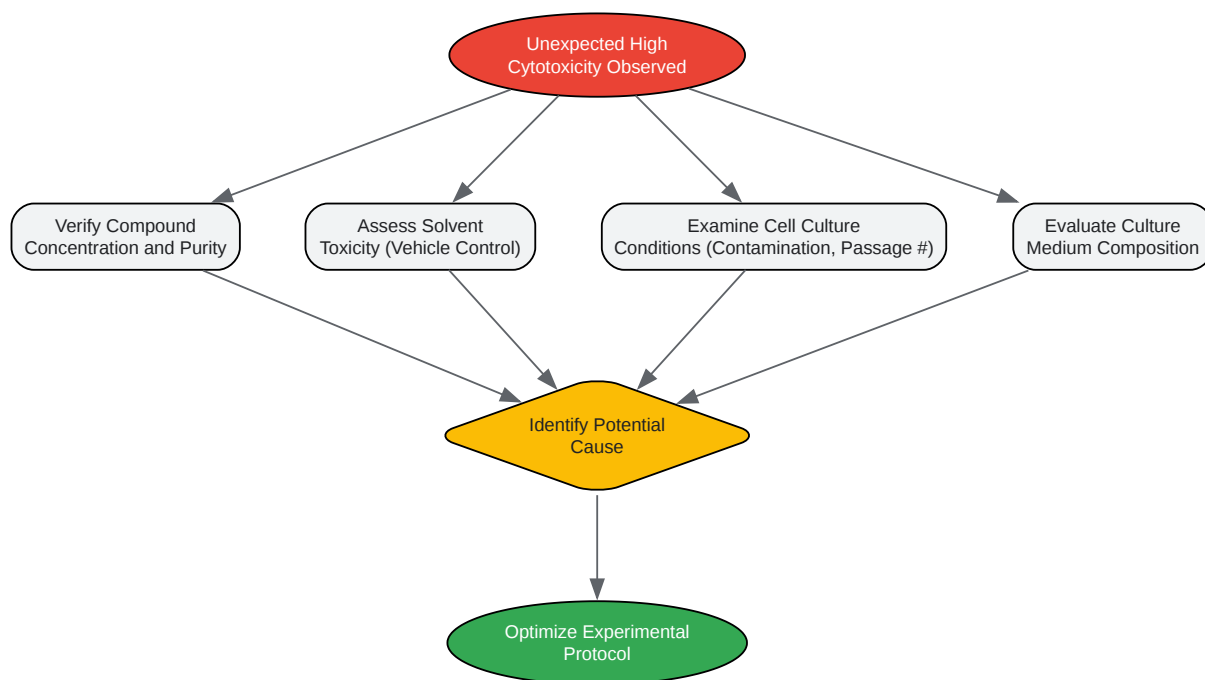 Unexpected High
Cytotoxicity Observed
Verify Compound
Concentration and Purity
Assess Solvent
Toxicity (Vehicle Control)
Examine Cell Culture
Conditions (Contamination, Passage #)
Evaluate Culture
Medium Composition
Identify Potential
Cause
Optimize Experimental
Protocol